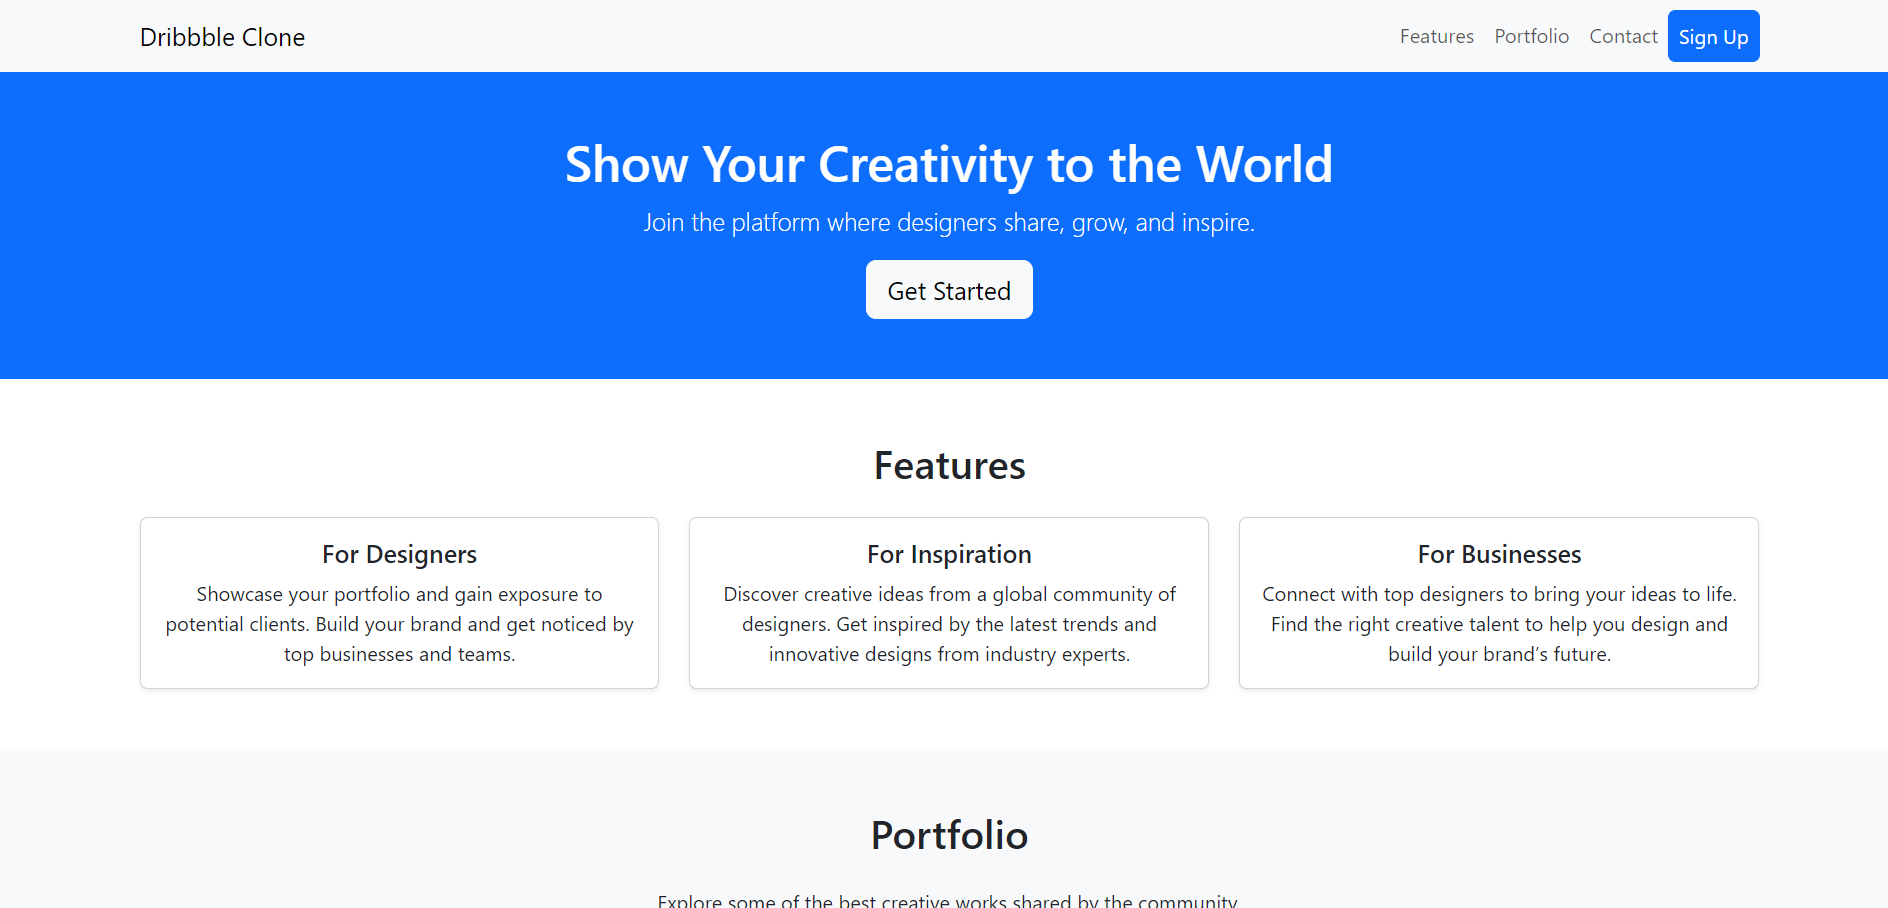 Dribbble Clone
Features
Portfolio
Contact
Sign Up
Show Your Creativity to the World
Join the platform where designers share, grow, and inspire.
Get Started
Features
For Designers
Showcase your portfolio and gain exposure to
potential clients. Build your brand and get noticed by
top businesses and teams.
For Inspiration
Discover creative ideas from a global community of
designers. Get inspired by the latest trends and
innovative designs from industry experts.
For Businesses
Connect with top designers to bring your ideas to life.
Find the right creative talent to help you design and
build your brand’s future.
Portfolio
Explore some of the best creative works shared by the community